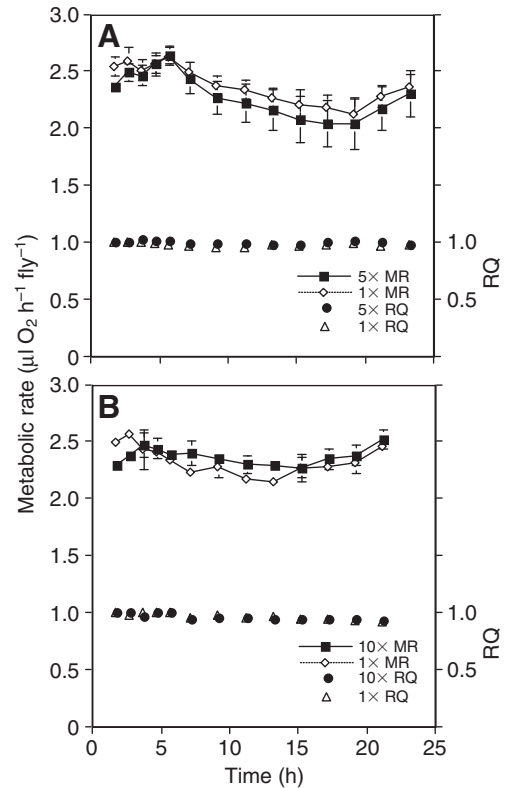 A
3.0
2.5
2.0
1.5
1.0
0.5
0
1.0
0.5
5× MR
1× MR
5× RQ
1× RQ
RQ
Metabolic rate (µl O₂ h⁻¹ fly⁻¹)
B
3.0
2.5
2.0
1.5
1.0
0.5
0
1.0
0.5
10× MR
1× MR
10× RQ
1× RQ
RQ
0 5 10 15 20 25
Time (h)